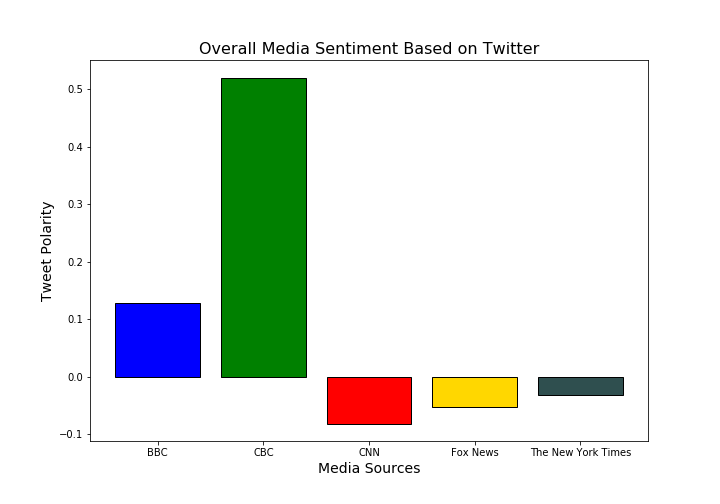 Overall Media Sentiment Based on Twitter
Tweet Polarity
0.5
0.4
0.3
0.2
0.1
0.0
−0.1
BBC CBC CNN Fox News The New York Times
Media Sources